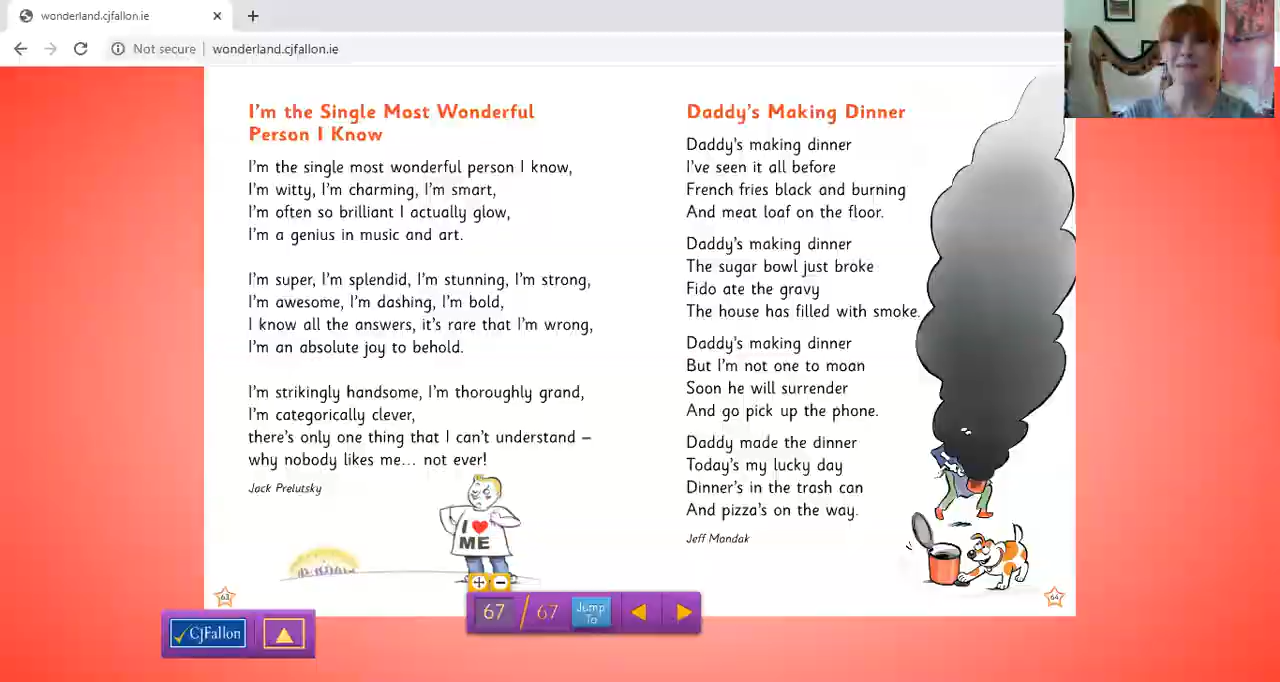 wonderland.cjfallon.ie
Not secure
wonderland.cjfallon.ie
I'm the Single Most Wonderful
Person I Know
I'm the single most wonderful person I know,
I'm witty, I'm charming, I'm smart,
I'm often so brilliant I actually glow,
I'm a genius in music and art.
I'm super, I'm splendid, I'm stunning, I'm strong,
I'm awesome, I'm dashing, I'm bold,
I know all the answers, it's rare that I'm wrong,
I'm an absolute joy to behold.
I'm strikingly handsome, I'm thoroughly grand,
I'm categorically clever,
there's only one thing that I can't understand –
why nobody likes me... not ever!
Jack Prelutsky
I
ME
63
Daddy's Making Dinner
Daddy's making dinner
I've seen it all before
French fries black and burning
And meat loaf on the floor.
Daddy's making dinner
The sugar bowl just broke
Fido ate the gravy
The house has filled with smoke.
Daddy's making dinner
But I'm not one to moan
Soon he will surrender
And go pick up the phone.
Daddy made the dinner
Today's my lucky day
Dinner's in the trash can
And pizza's on the way.
Jeff Mondak
64
67 / 67
Jump
To
CJFallon